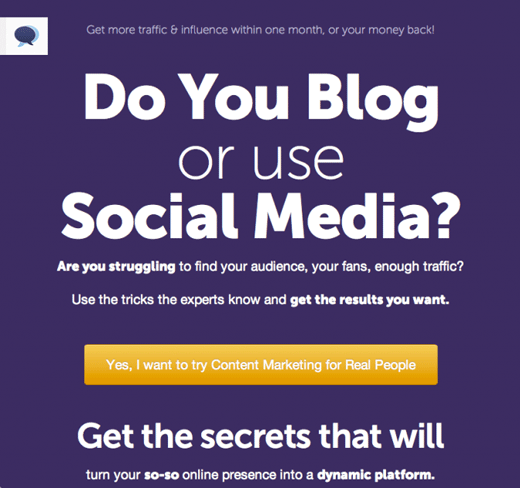 Get more traffic & influence within one month, or your money back!
Do You Blog
or use
Social Media?
Are you struggling to find your audience, your fans, enough traffic?
Use the tricks the experts know and get the results you want.
Yes, I want to try Content Marketing for Real People
Get the secrets that will
turn your so-so online presence into a dynamic platform.